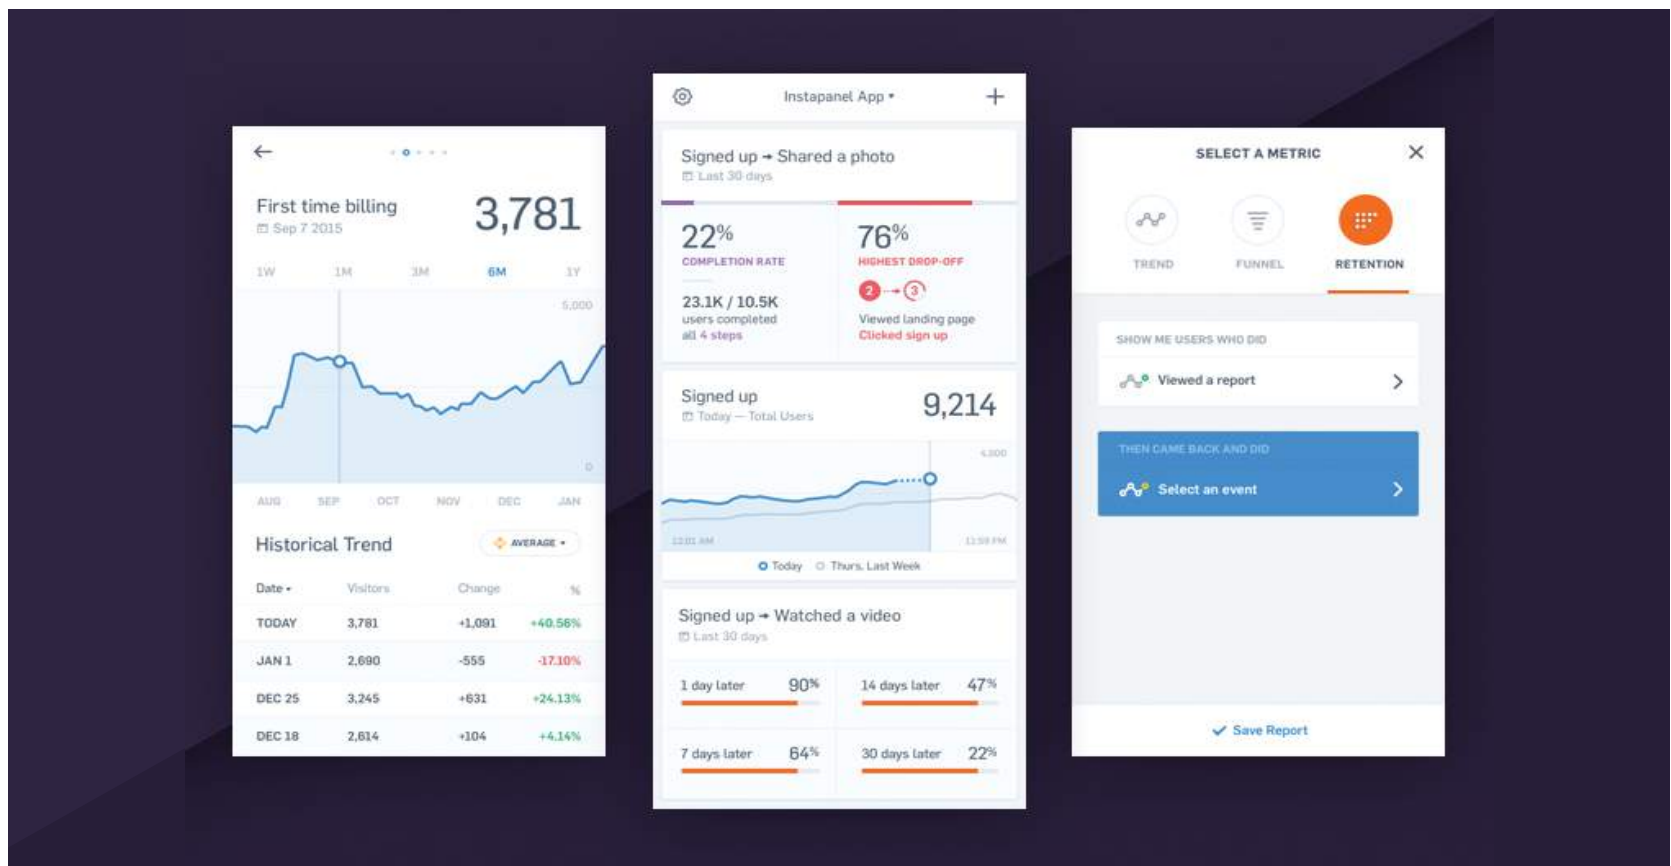 First time billing
3,781
Sep 7 2015
1W 1M 3M 6M 1Y
5,000
0
AUG SEP OCT NOV DEC JAN
Historical Trend
AVERAGE
Date Visitors Change %
TODAY 3,781 +1,091 +40.56%
JAN 1 2,690 -555 -17.10%
DEC 25 3,245 +631 +24.13%
DEC 18 2,614 +104 +4.14%
Instapanel App
Signed up → Shared a photo
Last 30 days
22%
COMPLETION RATE
23.1K / 10.5K
users completed
all 4 steps
76%
HIGHEST DROP-OFF
2 → 3
Viewed landing page
Clicked sign up
Signed up
9,214
Today — Total Users
4,000
12:01 AM 11:59 PM
Today Thurs. Last Week
Signed up → Watched a video
Last 30 days
1 day later 90% 14 days later 47%
7 days later 64% 30 days later 22%
SELECT A METRIC
TREND FUNNEL RETENTION
SHOW ME USERS WHO DID
Viewed a report
THEN CAME BACK AND DID
Select an event
Save Report